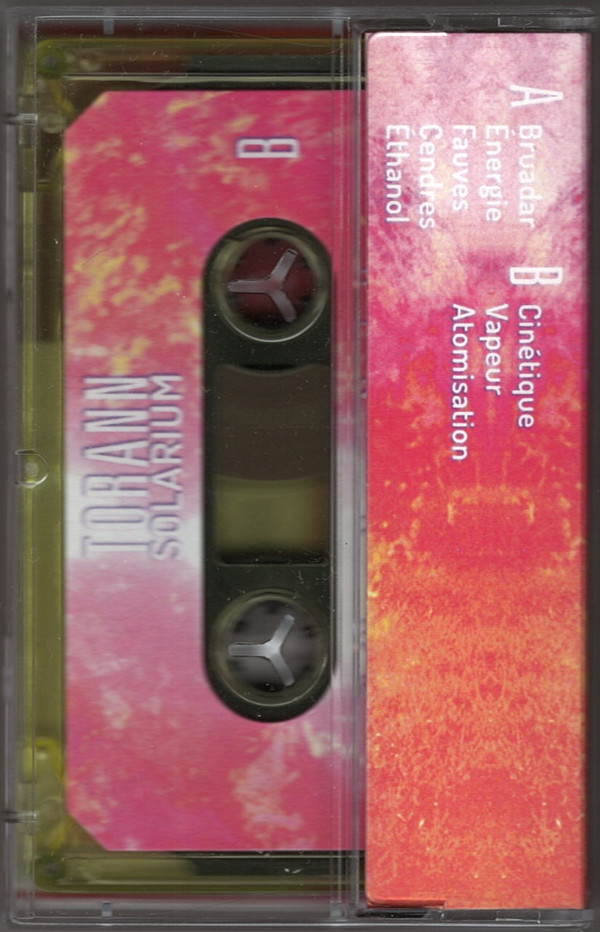 B
TORANN
SOLARIUM
A
Bruadar
Énergie
Fauves
Cendres
Éthanol
B
Cinétique
Vapeur
Atomisation